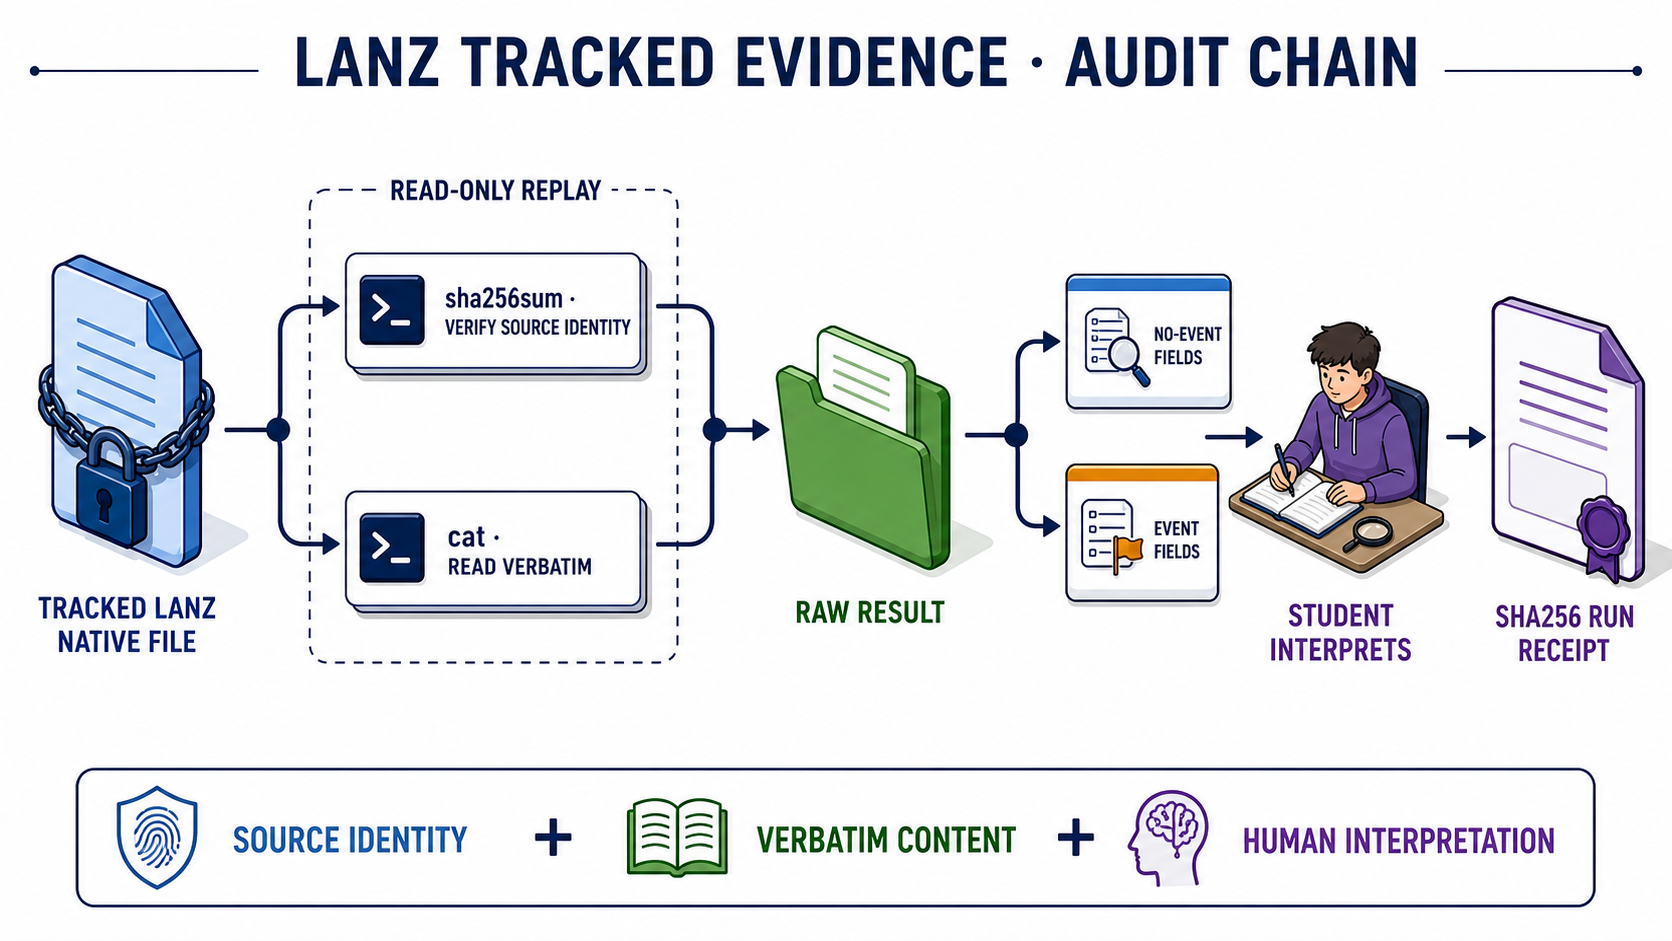 LANZ TRACKED EVIDENCE · AUDIT CHAIN
READ-ONLY REPLAY
sha256sum ·
VERIFY SOURCE IDENTITY
cat ·
READ VERBATIM
TRACKED LANZ
NATIVE FILE
RAW RESULT
NO-EVENT
FIELDS
EVENT
FIELDS
STUDENT
INTERPRETS
SHA256 RUN
RECEIPT
SOURCE IDENTITY + VERBATIM CONTENT + HUMAN INTERPRETATION